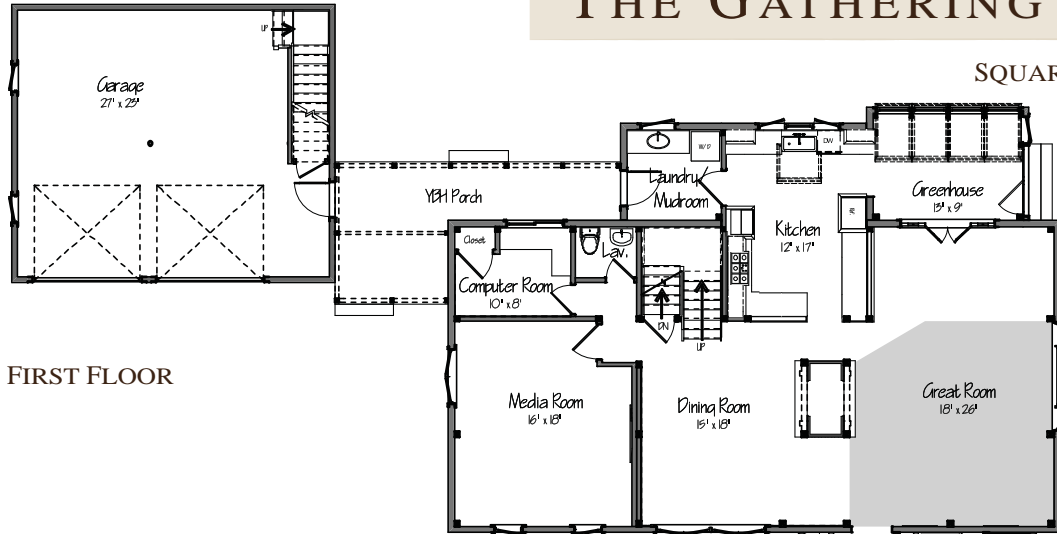 THE GATHERING
SQUAR
UP
Garage
27' x 25'
W/D
DW
Laundry/
Mudroom
YBH Porch
Greenhouse
13' x 9'
Kitchen
12' x 17'
Closet
Lav.
Computer Room
10' x 8'
DN
UP
FIRST FLOOR
Media Room
16' x 18'
Dining Room
15' x 18'
Great Room
18' x 26'